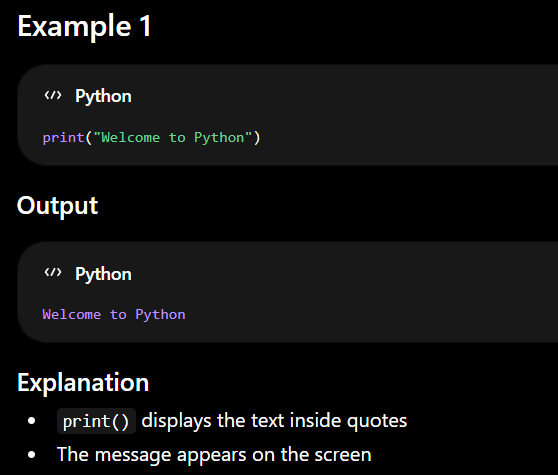 Example 1
Python
print("Welcome to Python")
Output
Python
Welcome to Python
Explanation
print() displays the text inside quotes
The message appears on the screen